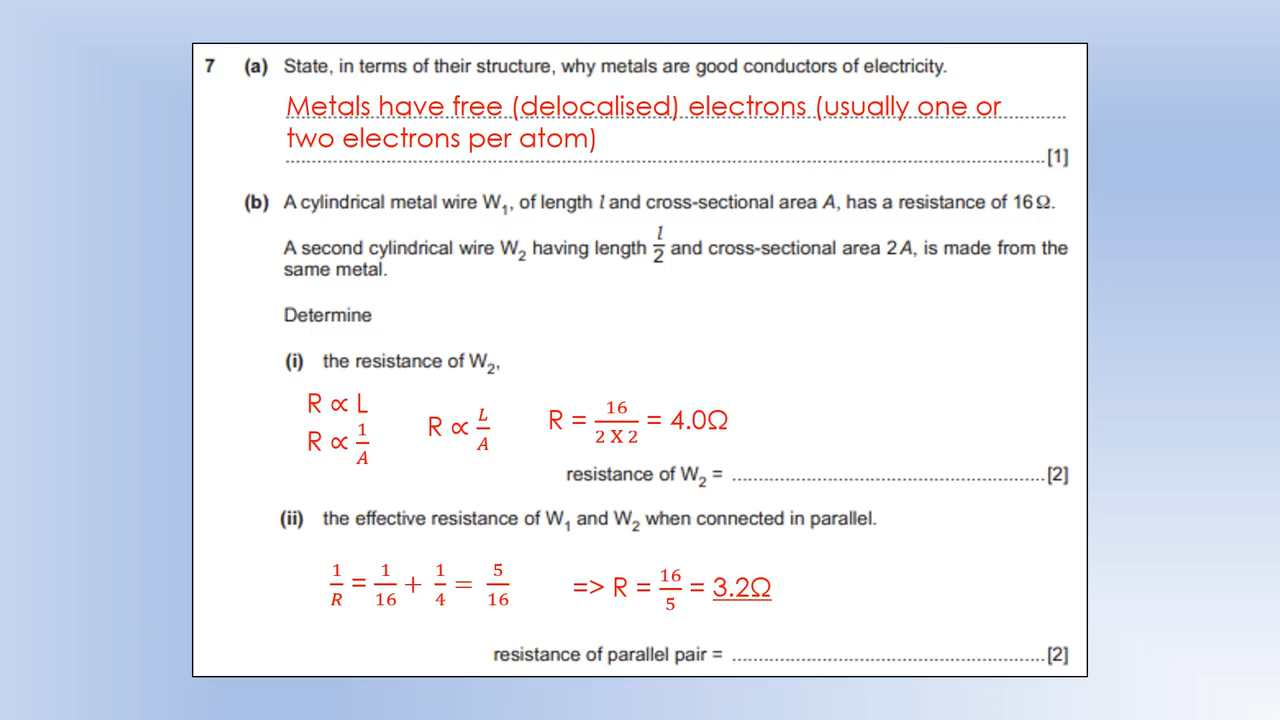 7 (a) State, in terms of their structure, why metals are good conductors of electricity.
Metals have free (delocalised) electrons (usually one or
two electrons per atom)
[1]
(b) A cylindrical metal wire W₁, of length l and cross-sectional area A, has a resistance of 16Ω.
A second cylindrical wire W₂ having length l/2 and cross-sectional area 2A, is made from the
same metal.
Determine
(i) the resistance of W₂,
R ∝ L
R ∝ 1/A
R ∝ L/A
R = 16/(2 X 2) = 4.0Ω
resistance of W₂ = [2]
(ii) the effective resistance of W₁ and W₂ when connected in parallel.
1/R = 1/16 + 1/4 = 5/16 => R = 16/5 = 3.2Ω
resistance of parallel pair = [2]